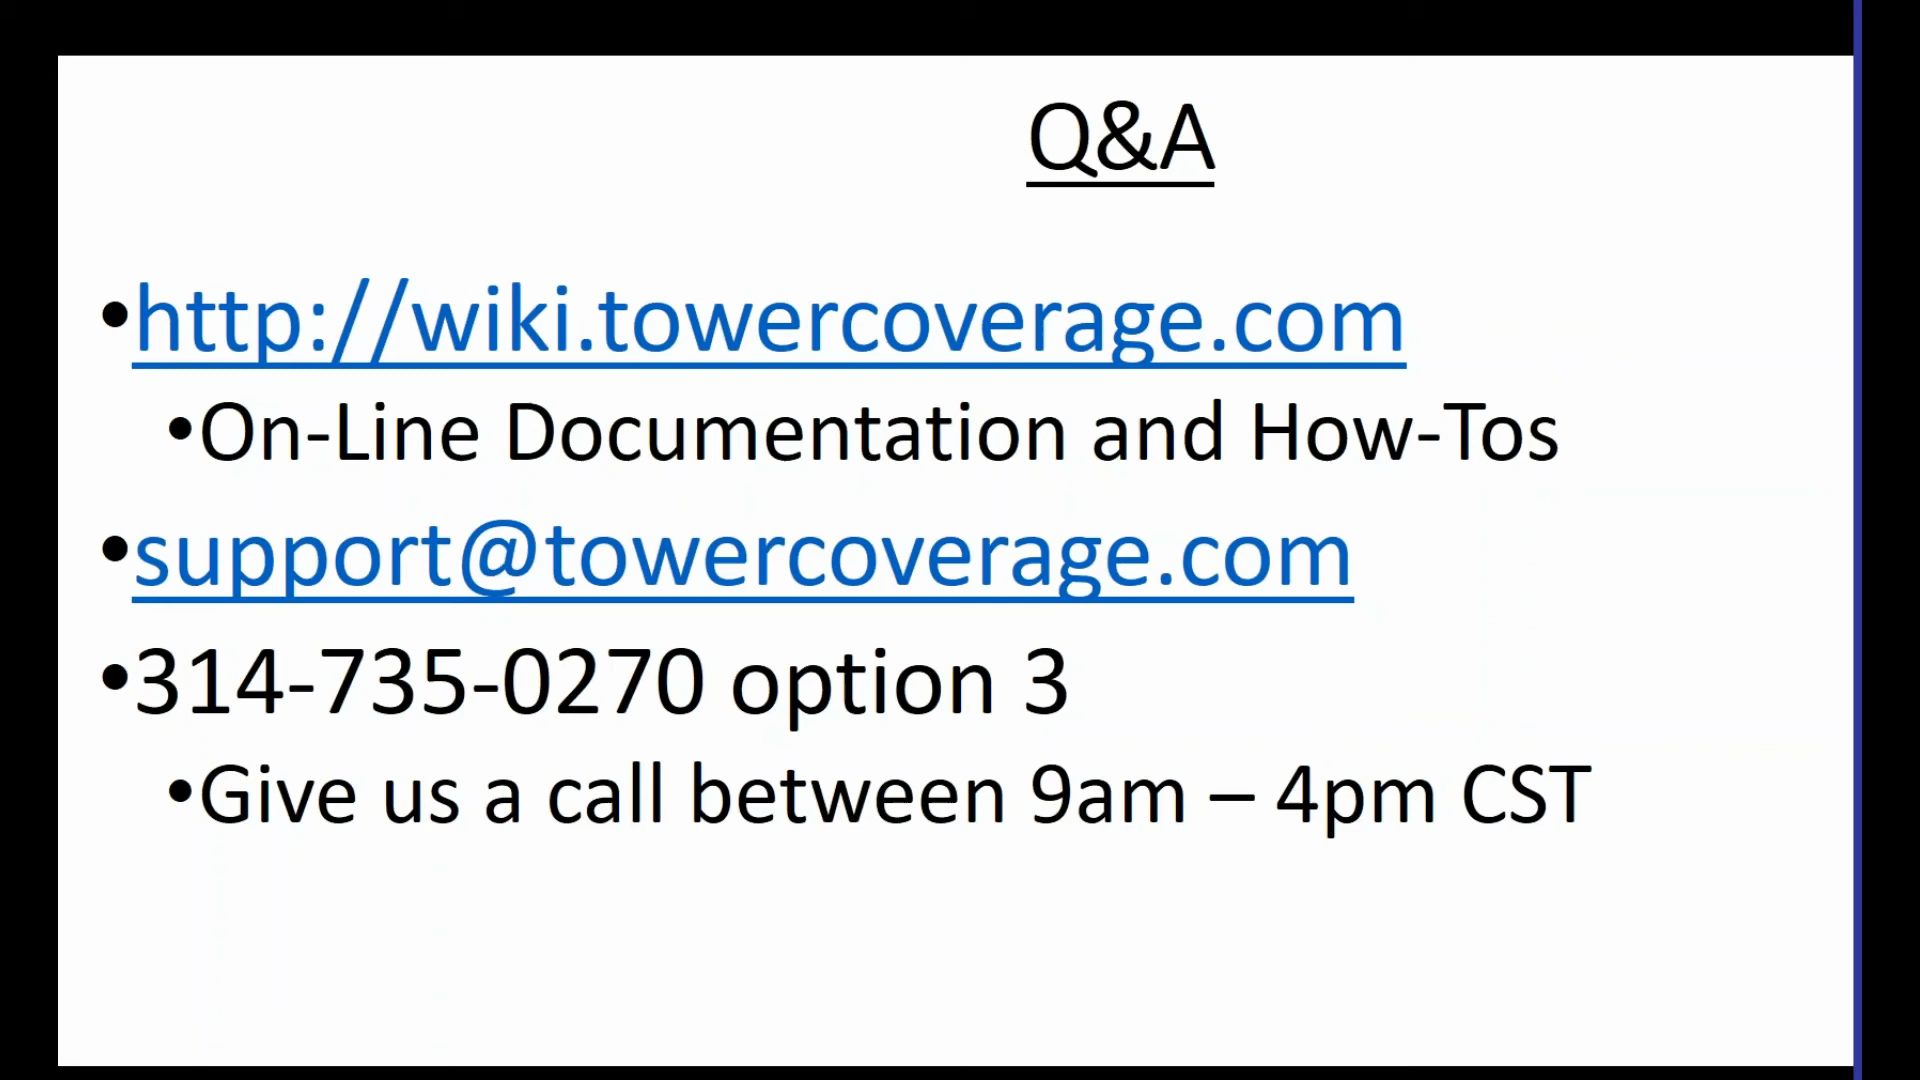 Q&A
•http://wiki.towercoverage.com
•On-Line Documentation and How-Tos
•support@towercoverage.com
•314-735-0270 option 3
•Give us a call between 9am – 4pm CST